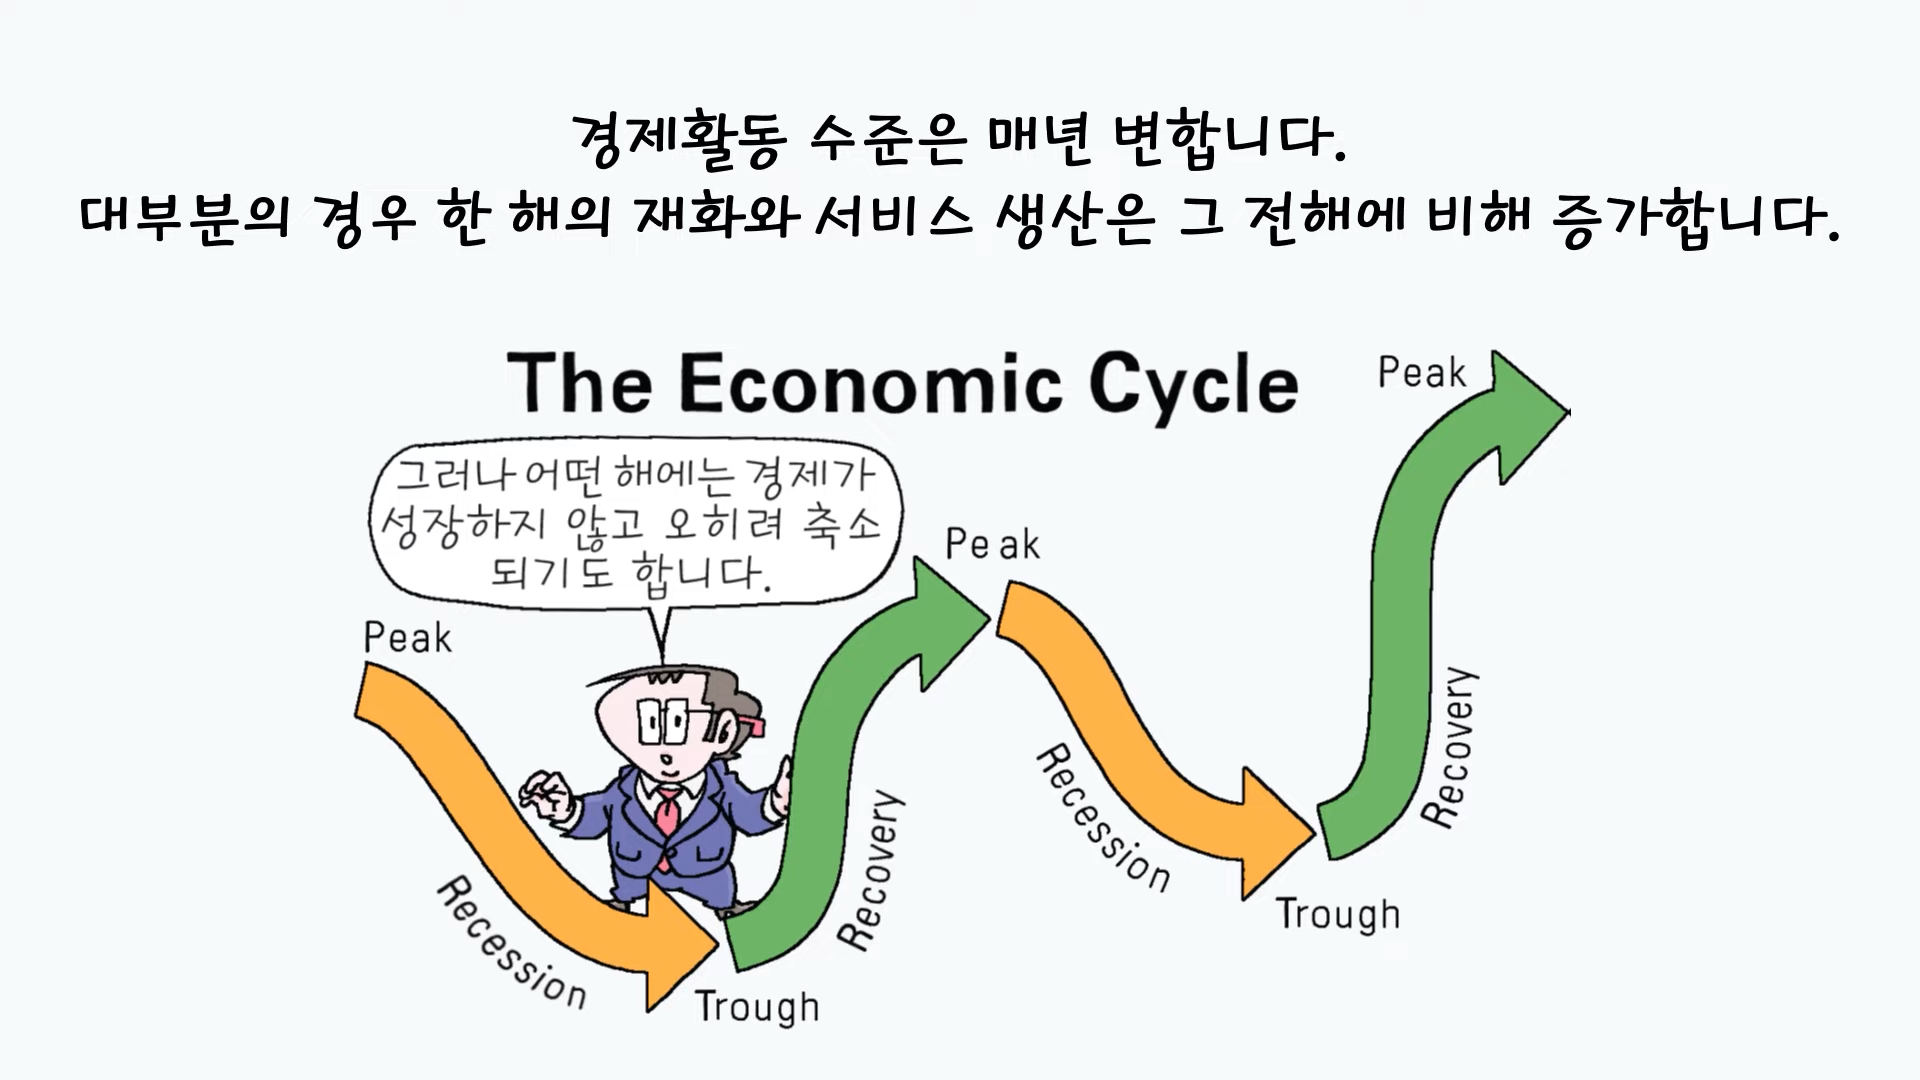 경제활동 수준은 매년 변합니다.
대부분의 경우 한 해의 재화와 서비스 생산은 그 전해에 비해 증가합니다.
The Economic Cycle
Peak
그러나 어떤 해에는 경제가
성장하지 않고 오히려 축소
되기도 합니다.
Peak
Peak
Recession
Trough
Recovery
Recession
Trough
Recovery